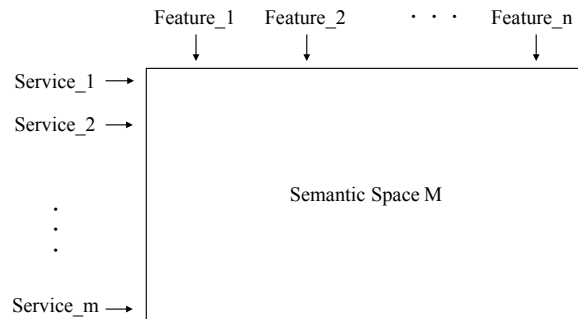 Feature_1 Feature_2 · · · Feature_n
Service_1
Service_2
Semantic Space M
·
·
·
Service_m